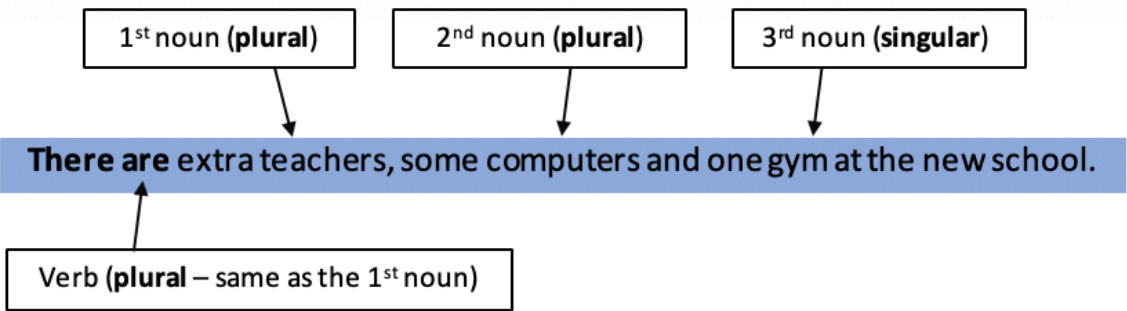 1st noun (plural)
2nd noun (plural)
3rd noun (singular)
There are extra teachers, some computers and one gym at the new school.
Verb (plural – same as the 1st noun)